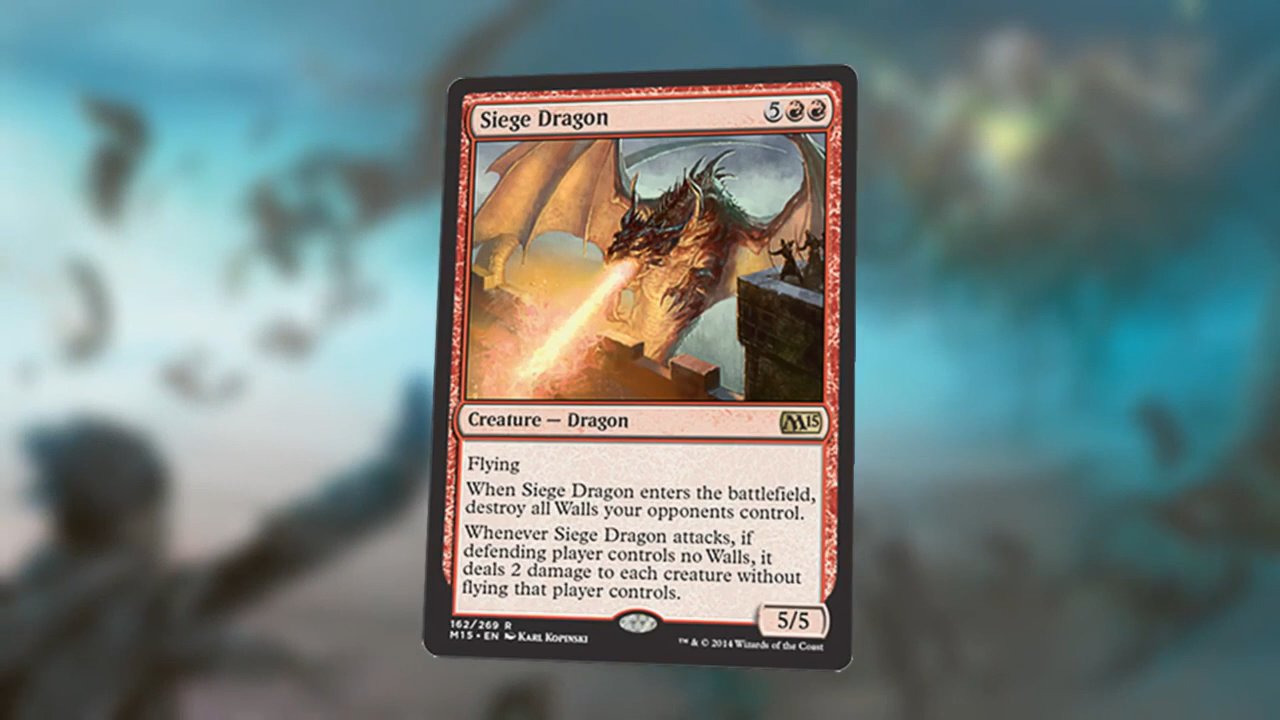 Siege Dragon 5
Creature — Dragon M15
Flying
When Siege Dragon enters the battlefield,
destroy all Walls your opponents control.
Whenever Siege Dragon attacks, if
defending player controls no Walls, it
deals 2 damage to each creature without
flying that player controls.
5/5
162/269 R
M15 • EN KARL KOPINSKI
™ & © 2014 Wizards of the Coast